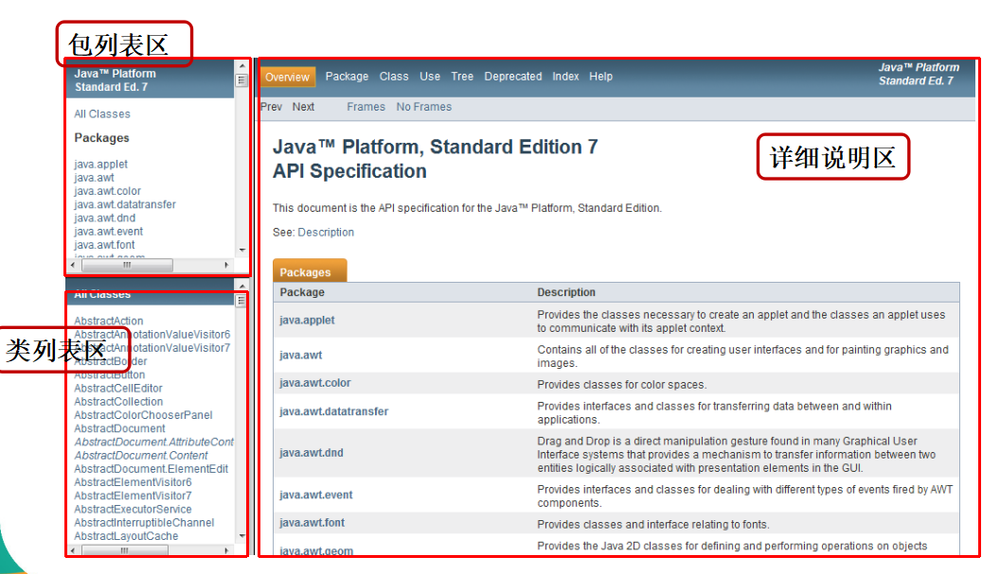 包列表区
Java™ Platform
Standard Ed. 7
All Classes
Packages
java.applet
java.awt
java.awt.color
java.awt.datatransfer
java.awt.dnd
java.awt.event
java.awt.font
java.awt.geom
All Classes
类列表区
AbstractAction
AbstractAnnotationValueVisitor6
AbstractAnnotationValueVisitor7
AbstractBorder
AbstractButton
AbstractCellEditor
AbstractCollection
AbstractColorChooserPanel
AbstractDocument
AbstractDocument.AttributeCont
AbstractDocument.Content
AbstractDocument.ElementEdit
AbstractElementVisitor6
AbstractElementVisitor7
AbstractExecutorService
AbstractInterruptibleChannel
AbstractLayoutCache
Overview Package Class Use Tree Deprecated Index Help
Java™ Platform
Standard Ed. 7
Prev Next Frames No Frames
详细说明区
Java™ Platform, Standard Edition 7
API Specification
This document is the API specification for the Java™ Platform, Standard Edition.
See: Description
Packages
Package Description
java.applet Provides the classes necessary to create an applet and the classes an applet uses
to communicate with its applet context.
java.awt Contains all of the classes for creating user interfaces and for painting graphics and
images.
java.awt.color Provides classes for color spaces.
java.awt.datatransfer Provides interfaces and classes for transferring data between and within
applications.
java.awt.dnd Drag and Drop is a direct manipulation gesture found in many Graphical User
Interface systems that provides a mechanism to transfer information between two
entities logically associated with presentation elements in the GUI.
java.awt.event Provides interfaces and classes for dealing with different types of events fired by AWT
components.
java.awt.font Provides classes and interface relating to fonts.
java.awt.geom Provides the Java 2D classes for defining and performing operations on objects